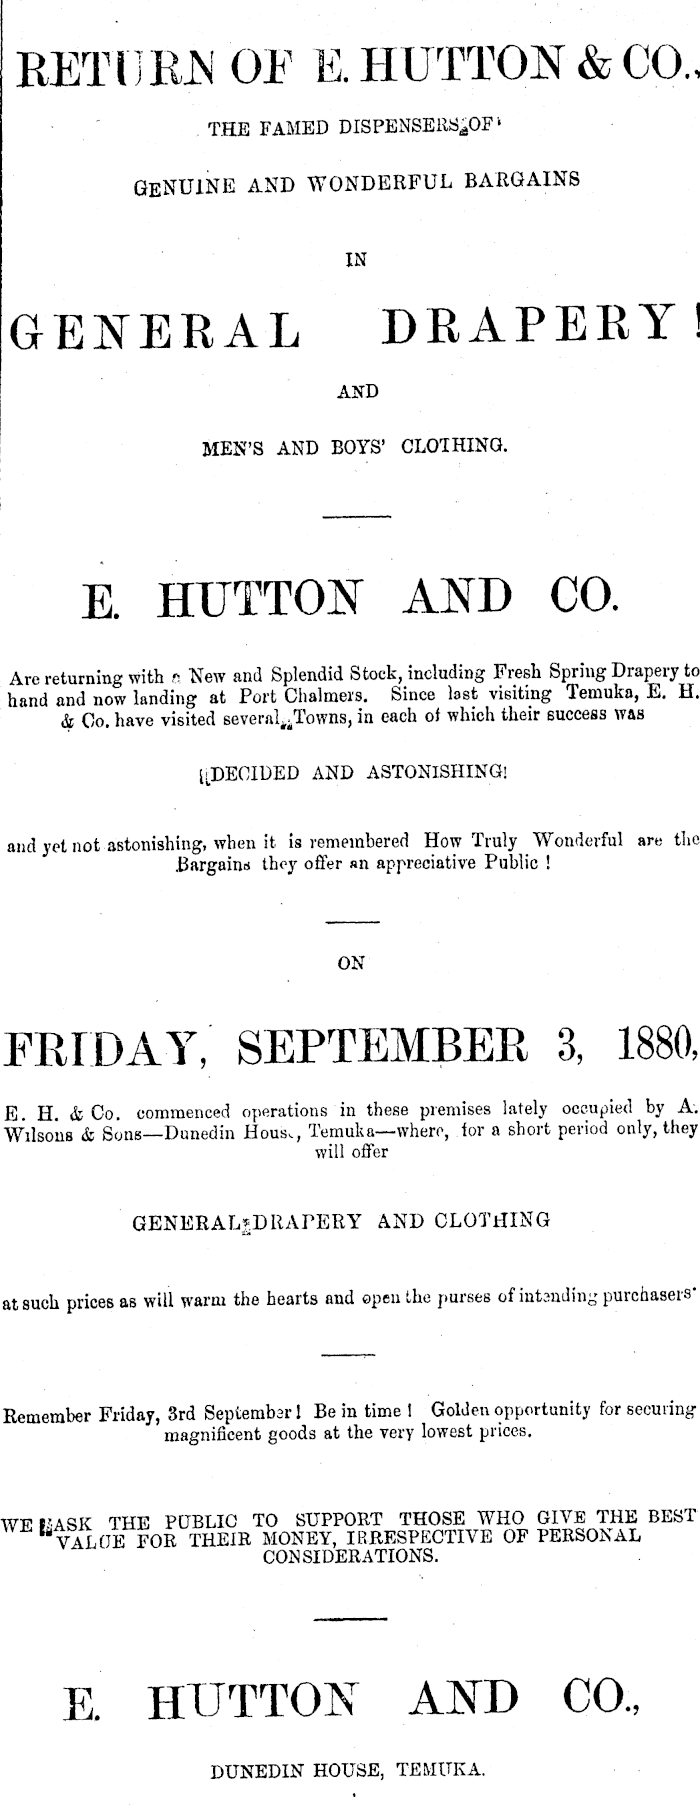 RETURN OF E. HUTTON & CO.,
THE FAMED DISPENSERS OF
GENUINE AND WONDERFUL BARGAINS
IN
GENERAL DRAPERY!
AND
MEN'S AND BOYS' CLOTHING.
E. HUTTON AND CO.
Are returning with a New and Splendid Stock, including Fresh Spring Drapery to
hand and now landing at Port Chalmers. Since last visiting Temuka, E. H.
& Co. have visited several Towns, in each of which their success was
DECIDED AND ASTONISHING!
and yet not astonishing, when it is remembered How Truly Wonderful are the
Bargains they offer an appreciative Public !
ON
FRIDAY, SEPTEMBER 3, 1880,
E. H. & Co. commenced operations in these premises lately occupied by A.
Wilsons & Sons—Dunedin House, Temuka—where, for a short period only, they
will offer
GENERAL DRAPERY AND CLOTHING
at such prices as will warm the hearts and open the purses of intending purchasers
Remember Friday, 3rd September! Be in time ! Golden opportunity for securing
magnificent goods at the very lowest prices.
WE ASK THE PUBLIC TO SUPPORT THOSE WHO GIVE THE BEST
VALUE FOR THEIR MONEY, IRRESPECTIVE OF PERSONAL
CONSIDERATIONS.
E. HUTTON AND CO.,
DUNEDIN HOUSE, TEMUKA.